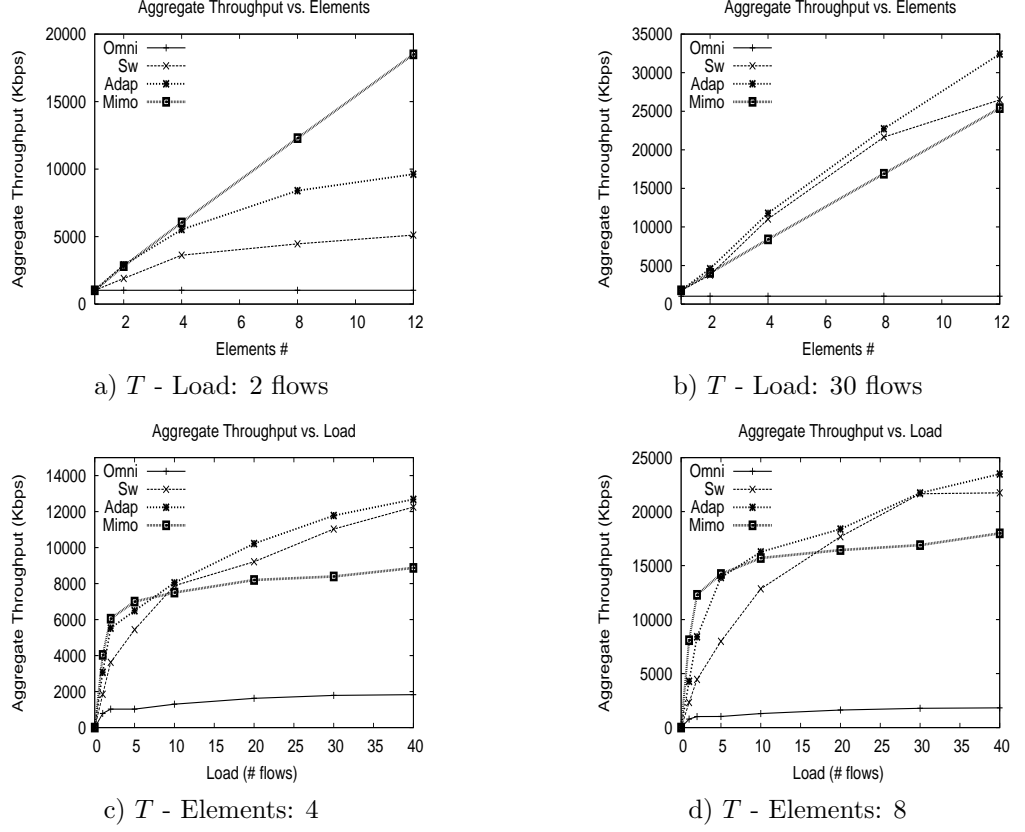 Aggregate Throughput vs. Elements
Aggregate Throughput (Kbps)
20000
15000
10000
5000
0
Omni
Sw
Adap
Mimo
2 4 6 8 10 12
Elements #
a) T - Load: 2 flows
Aggregate Throughput vs. Elements
Aggregate Throughput (Kbps)
35000
30000
25000
20000
15000
10000
5000
0
Omni
Sw
Adap
Mimo
2 4 6 8 10 12
Elements #
b) T - Load: 30 flows
Aggregate Throughput vs. Load
Aggregate Throughput (Kbps)
14000
12000
10000
8000
6000
4000
2000
0
Omni
Sw
Adap
Mimo
0 5 10 15 20 25 30 35 40
Load (# flows)
c) T - Elements: 4
Aggregate Throughput vs. Load
Aggregate Throughput (Kbps)
25000
20000
15000
10000
5000
0
Omni
Sw
Adap
Mimo
0 5 10 15 20 25 30 35 40
Load (# flows)
d) T - Elements: 8